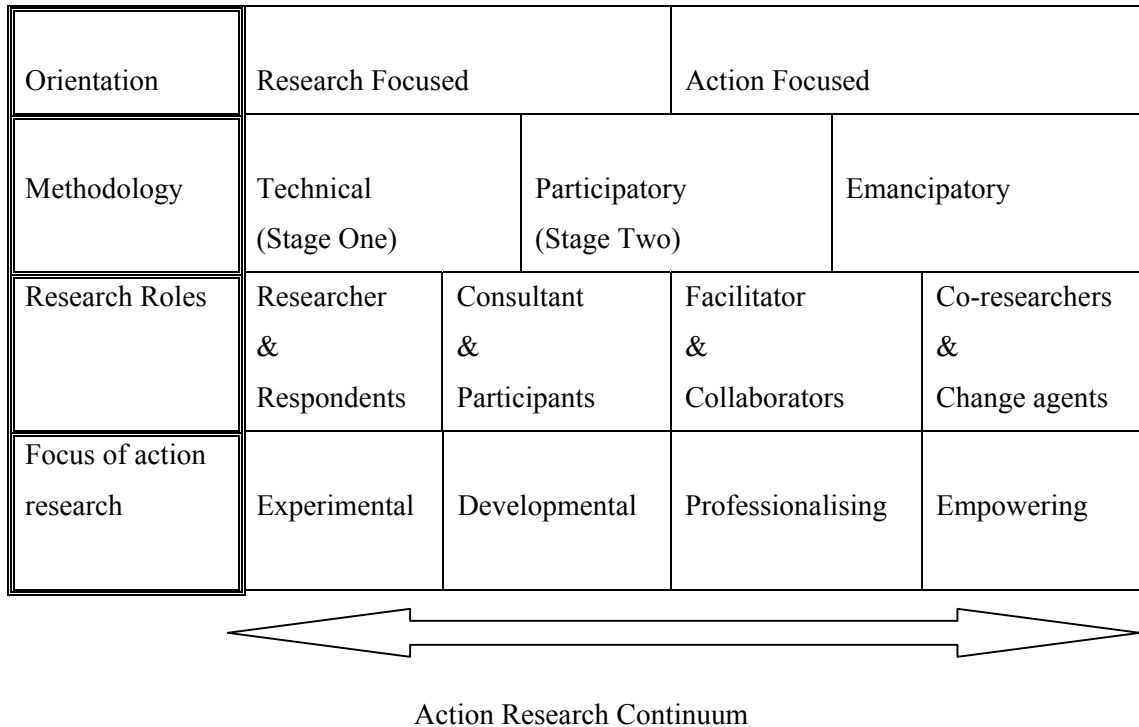 Orientation
Research Focused
Action Focused
Methodology
Technical
(Stage One)
Participatory
(Stage Two)
Emancipatory
Research Roles
Researcher
&
Respondents
Consultant
&
Participants
Facilitator
&
Collaborators
Co-researchers
&
Change agents
Focus of action
research
Experimental
Developmental
Professionalising
Empowering
Action Research Continuum